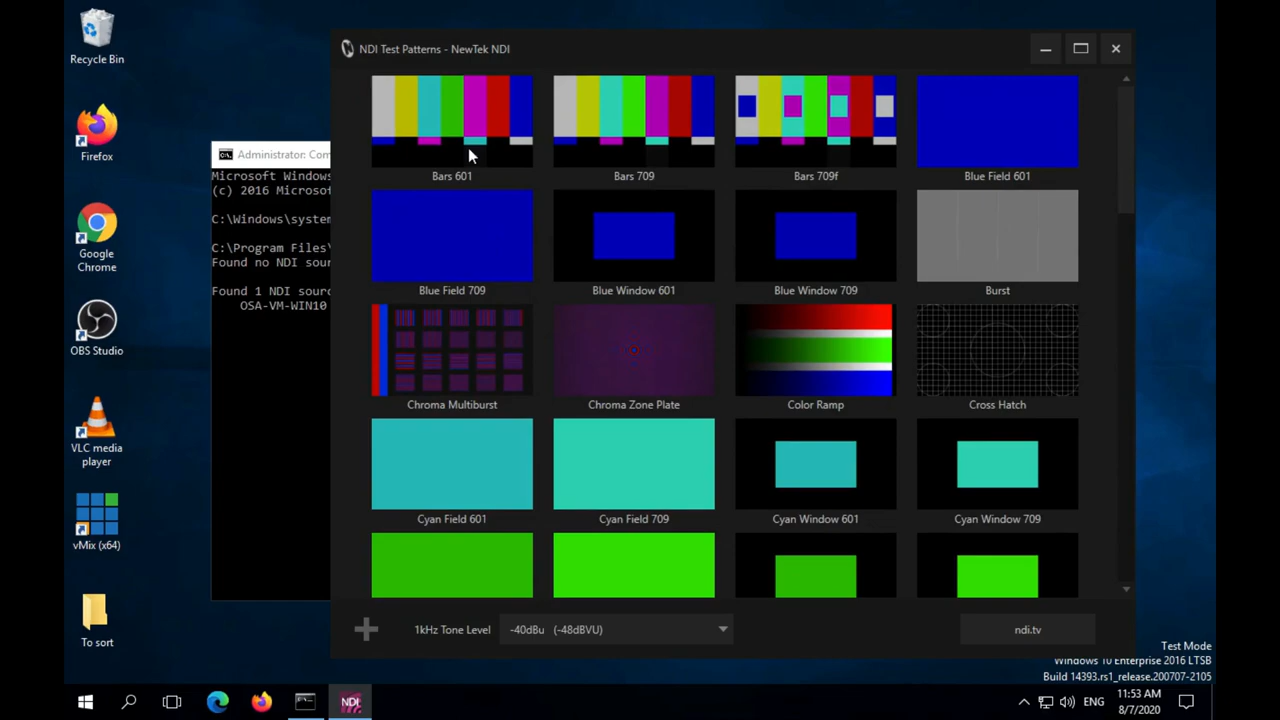 Recycle Bin
Firefox
Google
Chrome
OBS Studio
VLC media
player
vMix (x64)
To sort
Administrator: Com
Microsoft Windows
(c) 2016 Microsof
C:\Windows\system
C:\Program Files\
Found no NDI sour
Found 1 NDI sourc
OSA-VM-WIN10
NDI Test Patterns - NewTek NDI
Bars 601
Bars 709
Bars 709f
Blue Field 601
Blue Field 709
Blue Window 601
Blue Window 709
Burst
Chroma Multiburst
Chroma Zone Plate
Color Ramp
Cross Hatch
Cyan Field 601
Cyan Field 709
Cyan Window 601
Cyan Window 709
1kHz Tone Level
-40dBu (-48dBVU)
ndi.tv
Test Mode
Windows 10 Enterprise 2016 LTSB
Build 14393.rs1_release.200707-2105
NDI
ENG
11:53 AM
8/7/2020